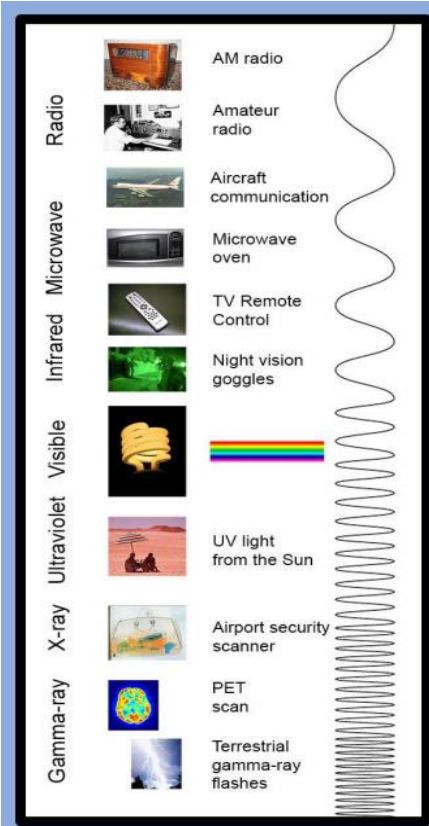 Radio
AM radio
Amateur
radio
Aircraft
communication
Microwave
Microwave
oven
Infrared
TV Remote
Control
Night vision
goggles
Visible
Ultraviolet
UV light
from the Sun
X-ray
Airport security
scanner
Gamma-ray
PET
scan
Terrestrial
gamma-ray
flashes